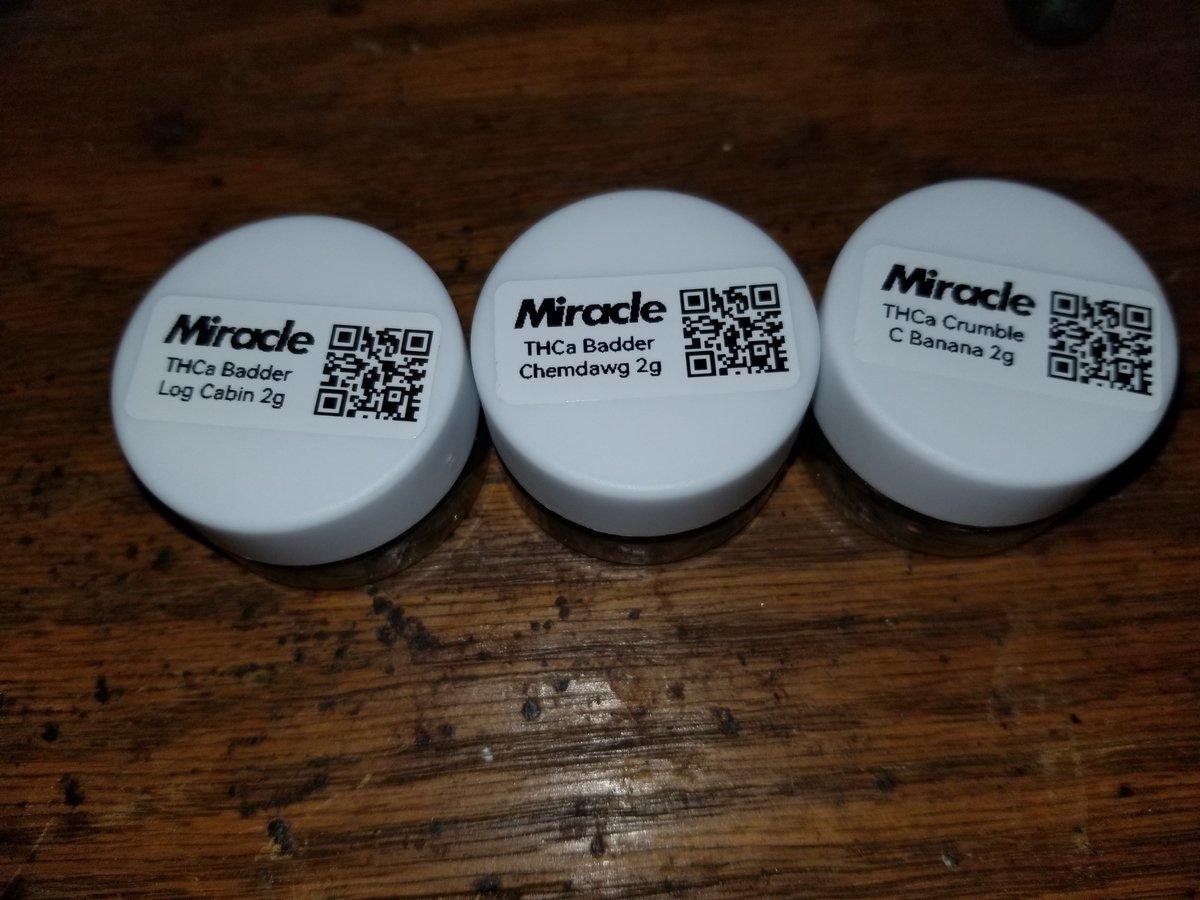 Miracle
THCa Badder
Log Cabin 2g
Miracle
THCa Badder
Chemdawg 2g
Miracle
THCa Crumble
C Banana 2g